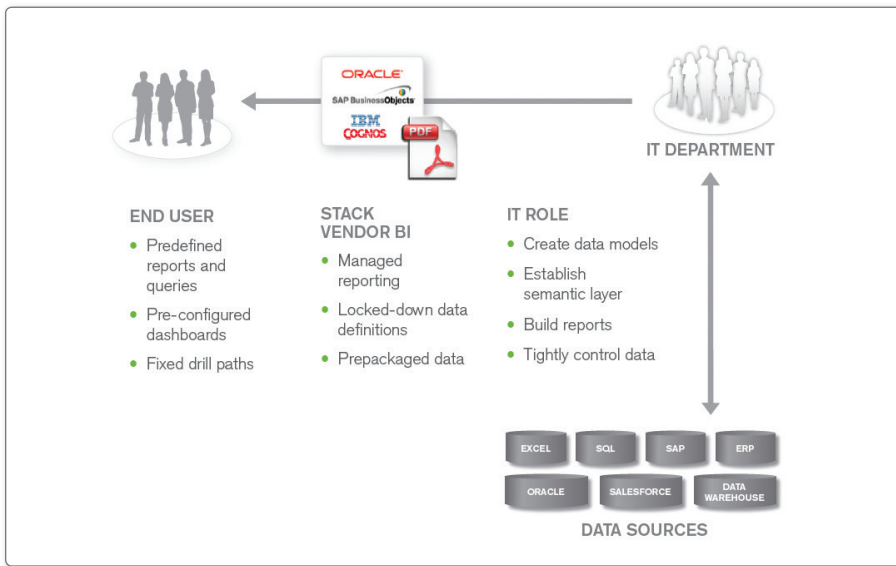 ORACLE
SAP BusinessObjects
IBM
COGNOS
PDF
IT DEPARTMENT
END USER
• Predefined
reports and
queries
• Pre-configured
dashboards
• Fixed drill paths
STACK
VENDOR BI
• Managed
reporting
• Locked-down data
definitions
• Prepackaged data
IT ROLE
• Create data models
• Establish
semantic layer
• Build reports
• Tightly control data
EXCEL
SQL
SAP
ERP
ORACLE
SALESFORCE
DATA
WAREHOUSE
DATA SOURCES